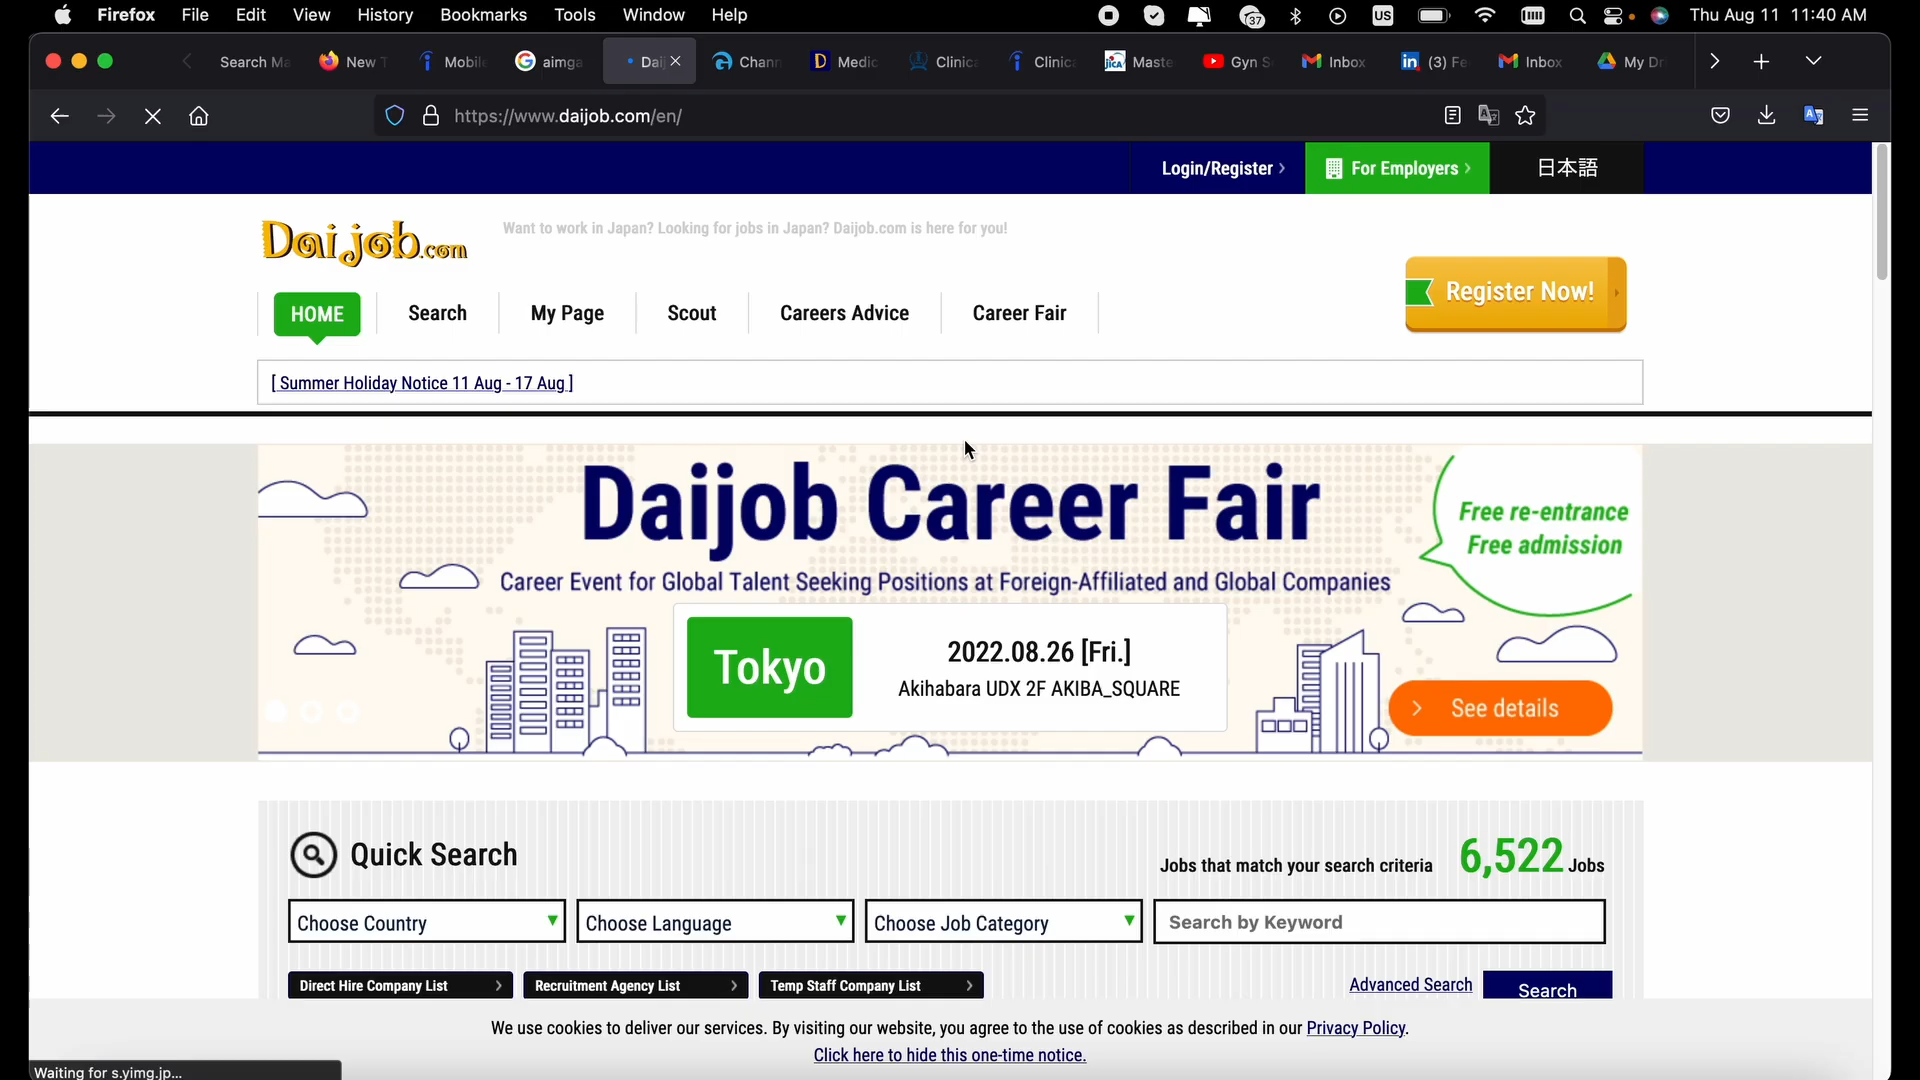 Firefox File Edit View History Bookmarks Tools Window Help 37 US Thu Aug 11 11:40 AM
Search Ma New T Mobile aimga Daij Chann Medic Clinica Clinica JICA Maste Gyn S Inbox (3) Fe Inbox My Dr
https://www.daijob.com/en/
Login/Register › For Employers › 日本語
Daijob.com
Want to work in Japan? Looking for jobs in Japan? Daijob.com is here for you!
Register Now!
HOME Search My Page Scout Careers Advice Career Fair
[ Summer Holiday Notice 11 Aug - 17 Aug ]
Daijob Career Fair
Free re-entrance
Free admission
Career Event for Global Talent Seeking Positions at Foreign-Affiliated and Global Companies
Tokyo
2022.08.26 [Fri.]
Akihabara UDX 2F AKIBA_SQUARE
See details
Quick Search
Jobs that match your search criteria 6,522 Jobs
Choose Country Choose Language Choose Job Category Search by Keyword
Direct Hire Company List Recruitment Agency List Temp Staff Company List Advanced Search Search
We use cookies to deliver our services. By visiting our website, you agree to the use of cookies as described in our Privacy Policy.
Click here to hide this one-time notice.
Waiting for s.yimg.jp...